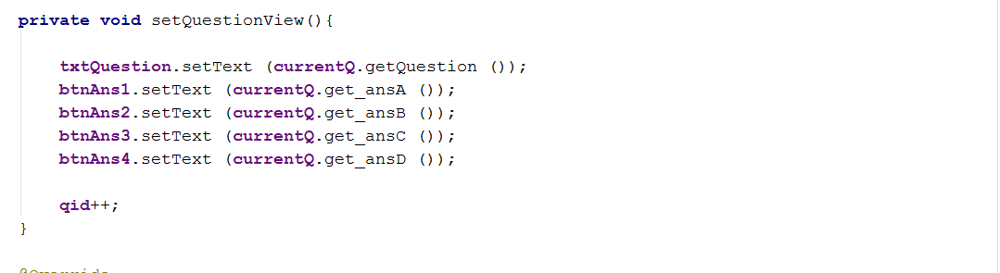 private void setQuestionView(){
txtQuestion.setText (currentQ.getQuestion ());
btnAns1.setText (currentQ.get_ansA ());
btnAns2.setText (currentQ.get_ansB ());
btnAns3.setText (currentQ.get_ansC ());
btnAns4.setText (currentQ.get_ansD ());
qid++;
}